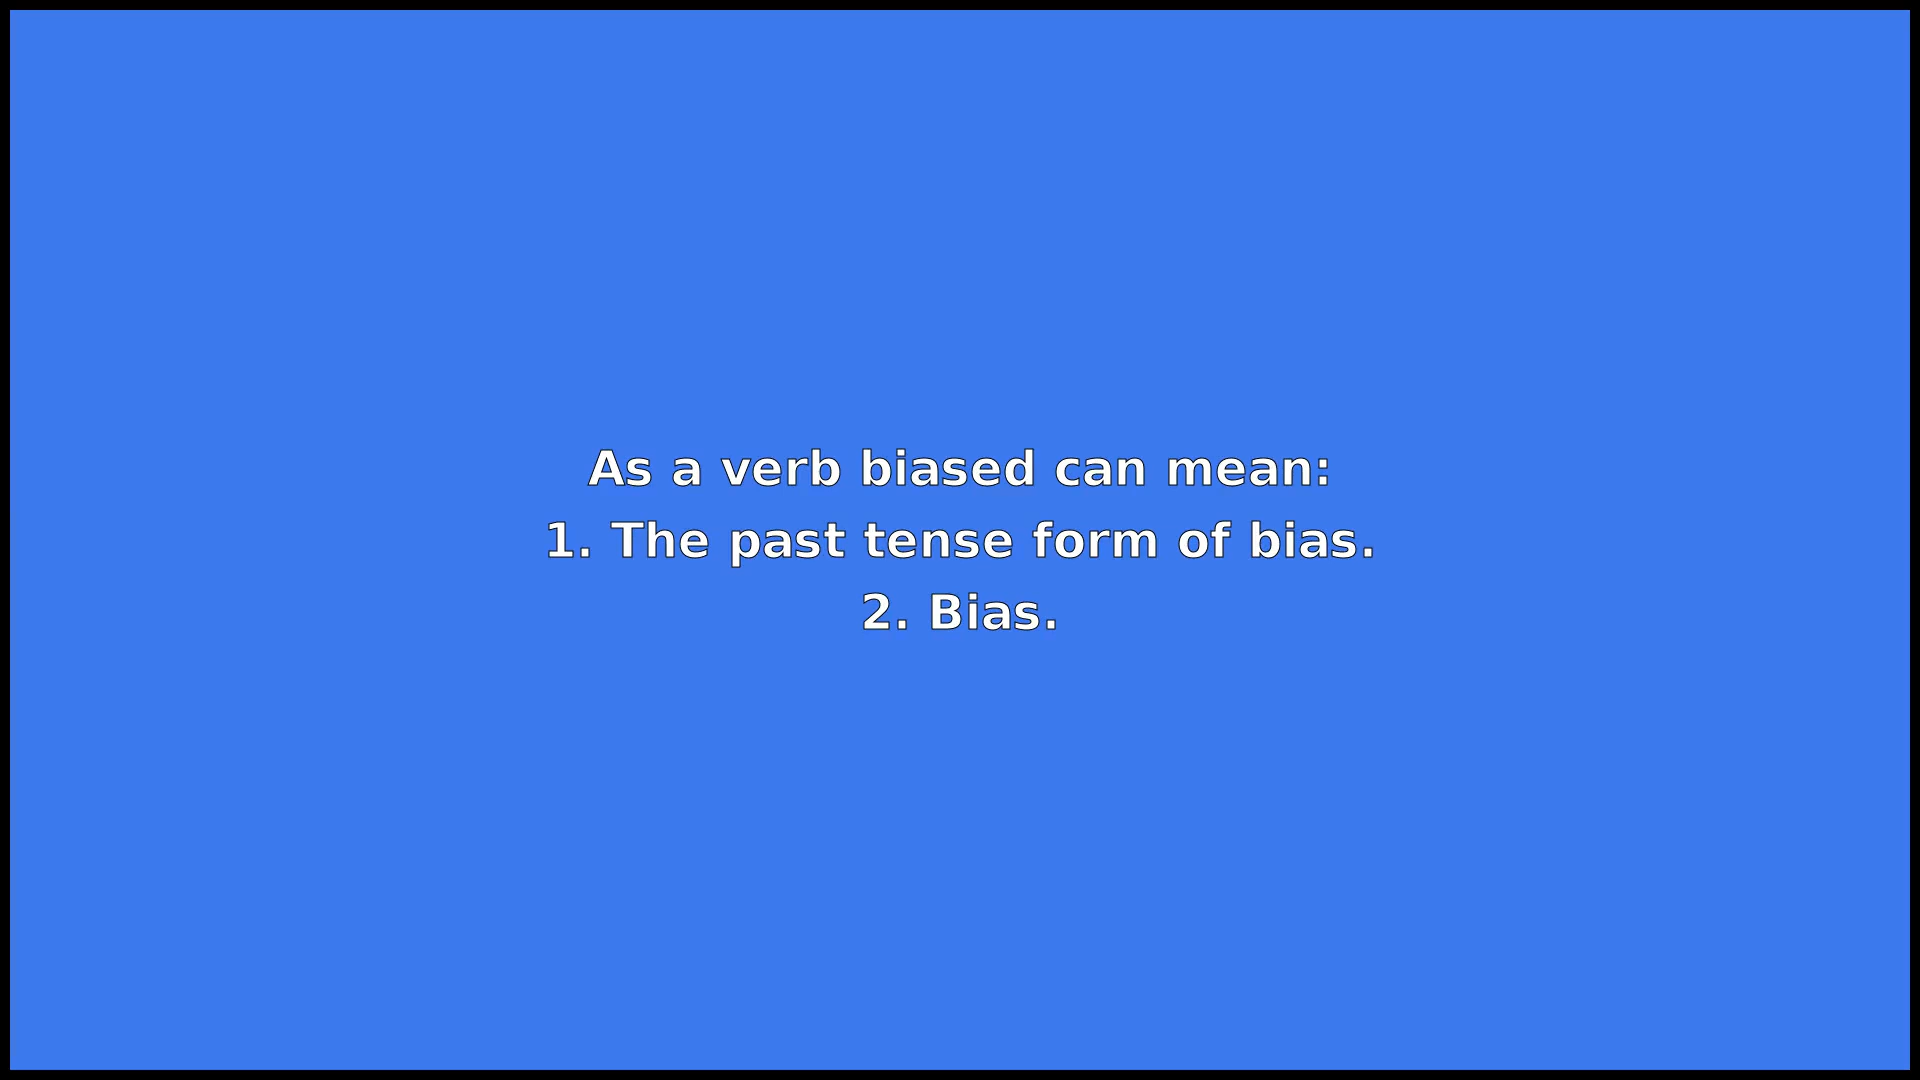 As a verb biased can mean:
1. The past tense form of bias.
2. Bias.